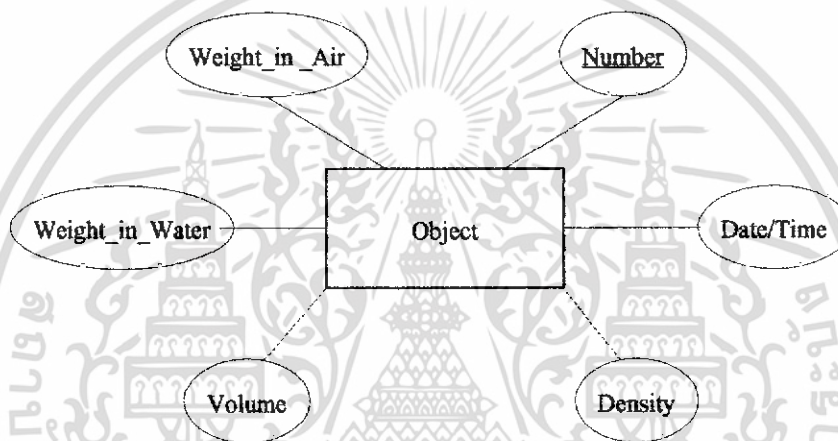 Weight_in _Air
Number
Weight_in_Water
Object
Date/Time
Volume
Density